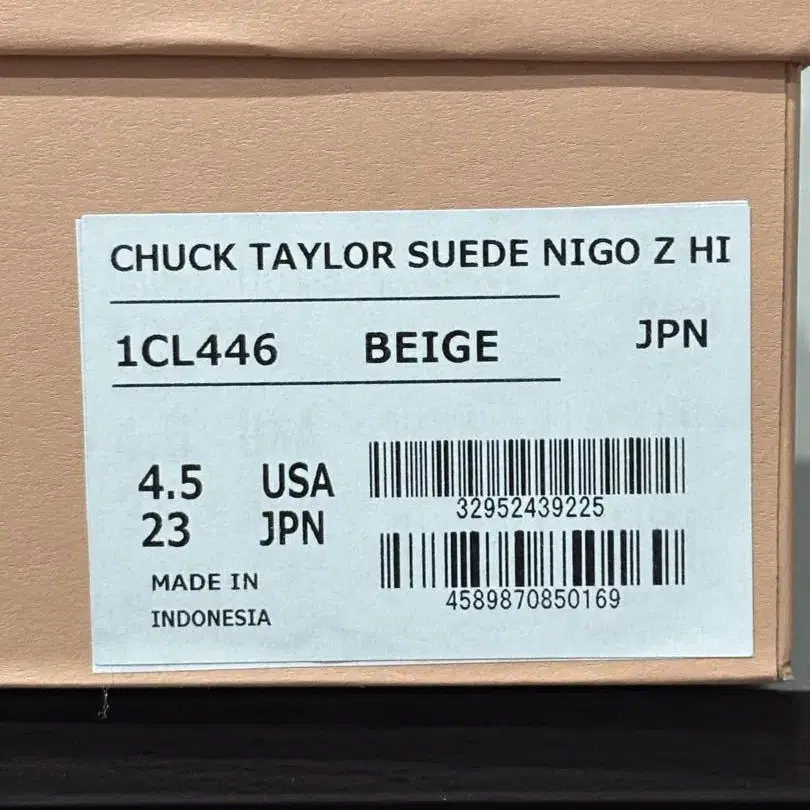 CHUCK TAYLOR SUEDE NIGO Z HI
1CL446 BEIGE JPN
4.5 USA
23 JPN
MADE IN
INDONESIA
32952439225
4589870850169